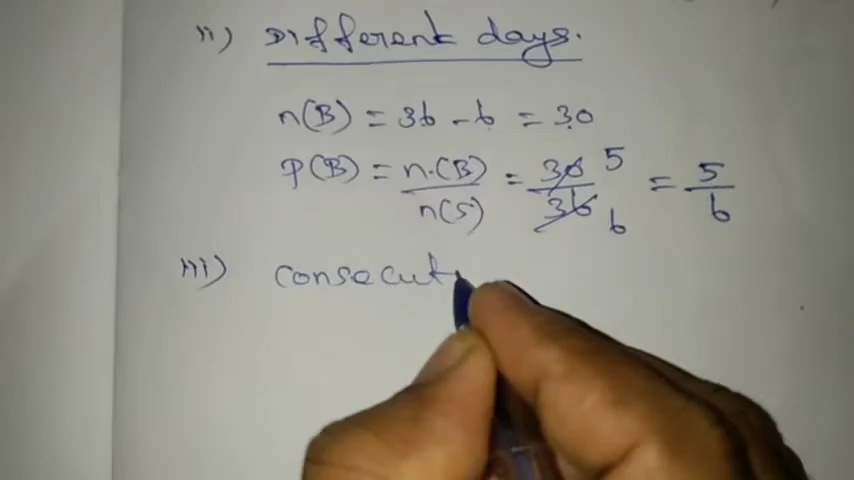 ii) Different days.
n(B) = 36 - 6 = 30
P(B) = n(B) / n(S) = 30 / 36 5 / 6 = 5 / 6
iii) consecut